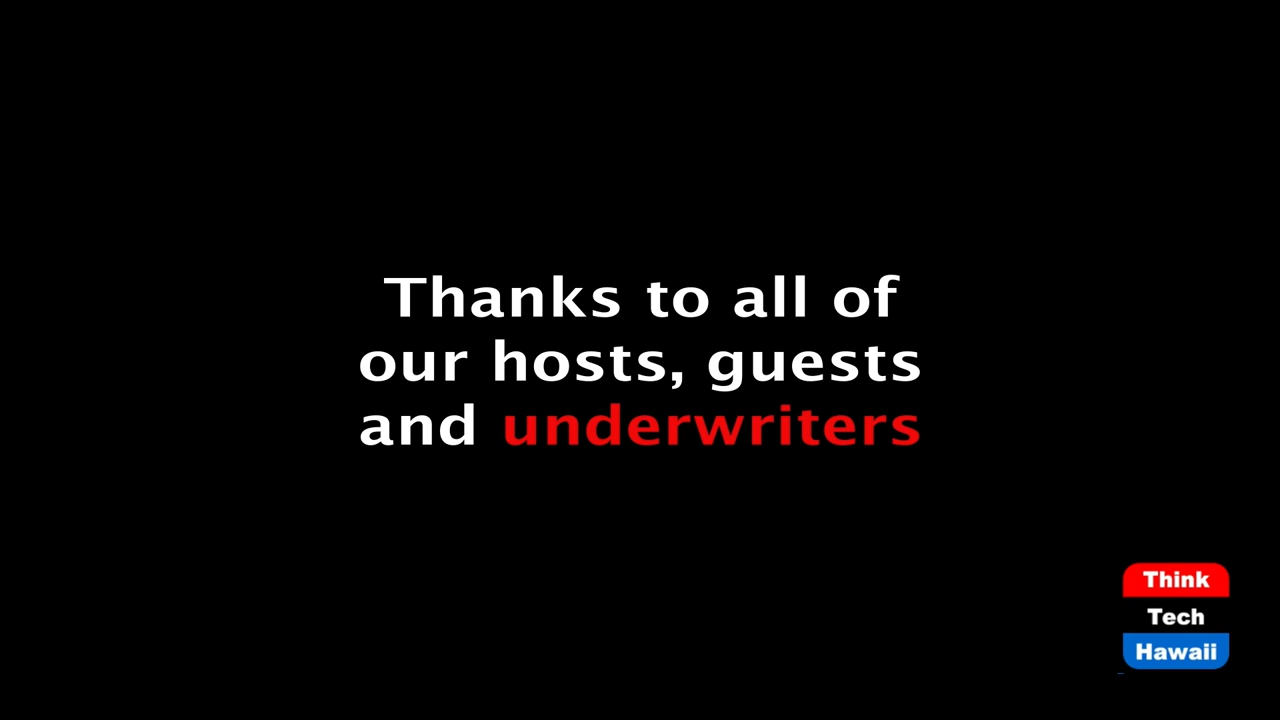 Thanks to all of
our hosts, guests
and underwriters
Think
Tech
Hawaii